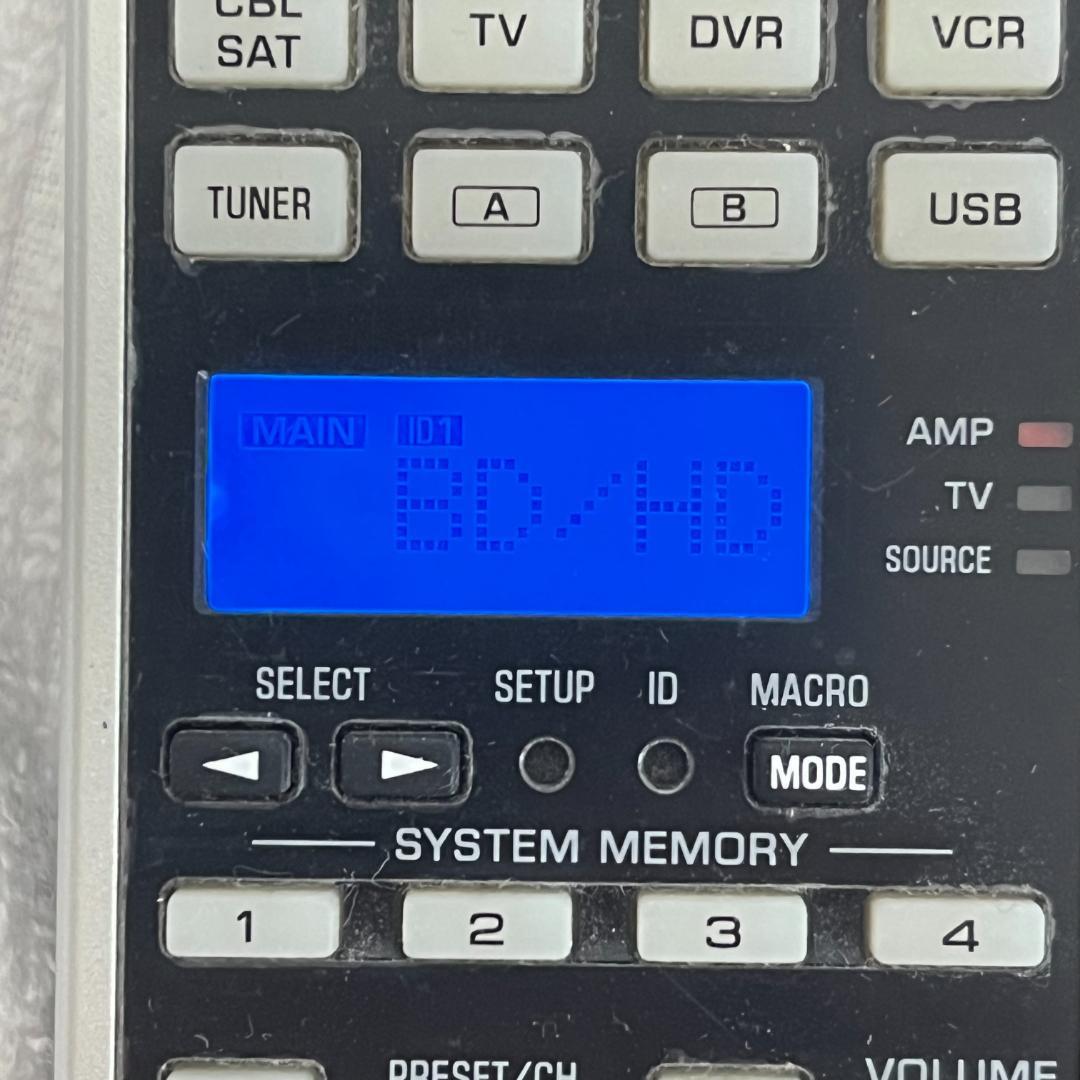 CBL
SAT
TV
DVR
VCR
TUNER
A
B
USB
MAIN ID1
BD/HD
AMP
TV
SOURCE
SELECT
SETUP
ID
MACRO
MODE
SYSTEM MEMORY
1
2
3
4
PRESET/CH
VOLUME